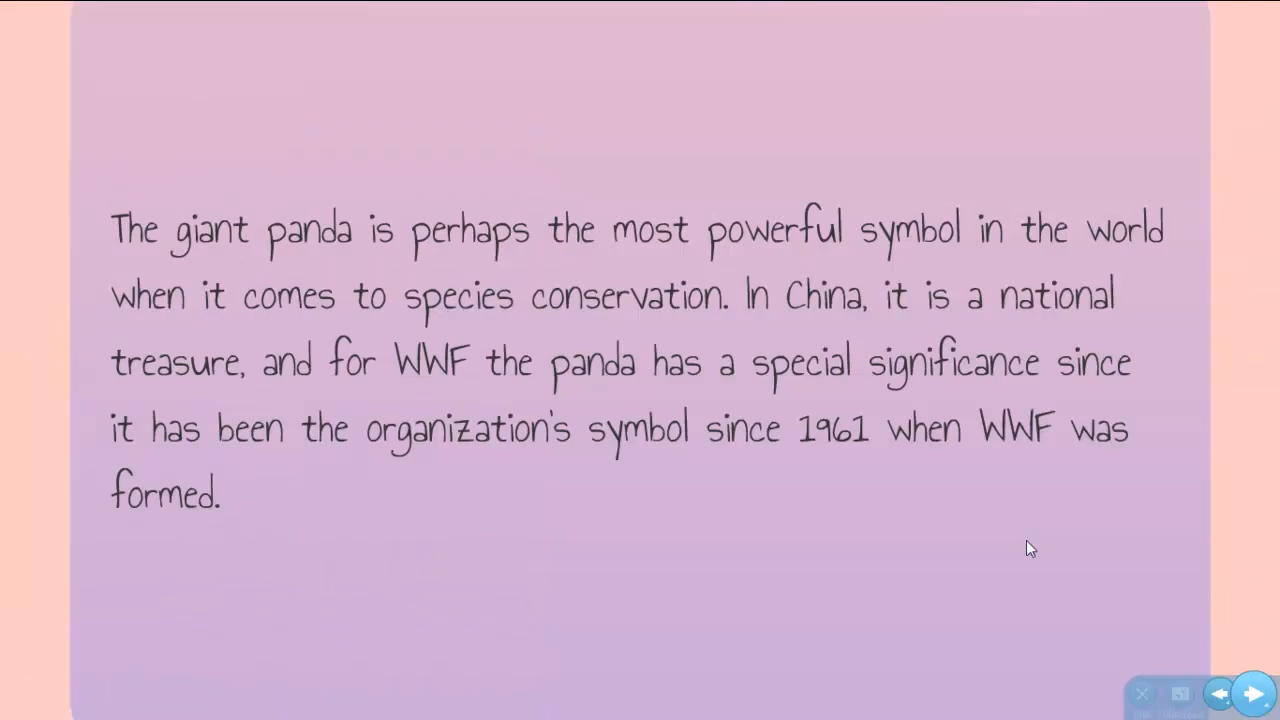 The giant panda is perhaps the most powerful symbol in the world
when it comes to species conservation. In China, it is a national
treasure, and for WWF the panda has a special significance since
it has been the organization's symbol since 1961 when WWF was
formed.